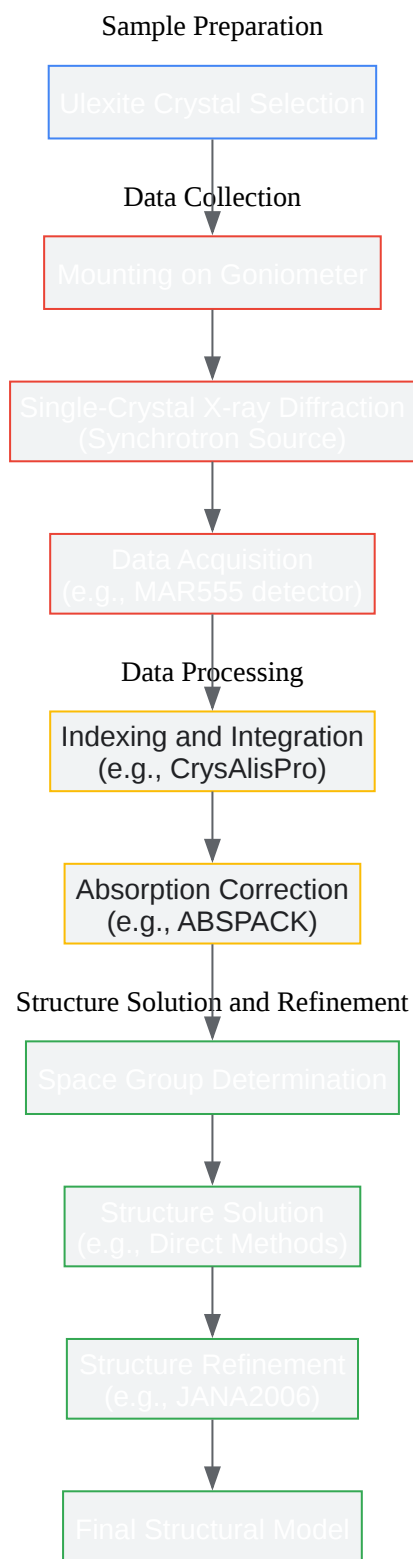 Sample Preparation
Ulexite Crystal Selection
Data Collection
Mounting on Goniometer
Single-Crystal X-ray Diffraction
(Synchrotron Source)
Data Acquisition
(e.g., MAR555 detector)
Data Processing
Indexing and Integration
(e.g., CrysAlisPro)
Absorption Correction
(e.g., ABSPACK)
Structure Solution and Refinement
Space Group Determination
Structure Solution
(e.g., Direct Methods)
Structure Refinement
(e.g., JANA2006)
Final Structural Model